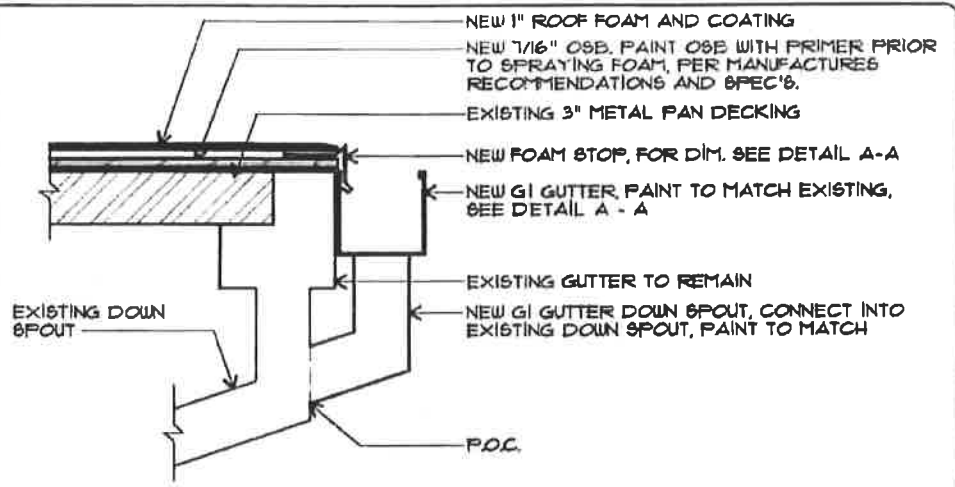 NEW 1" ROOF FOAM AND COATING
NEW 7/16" OSB. PAINT OSB WITH PRIMER PRIOR
TO SPRAYING FOAM, PER MANUFACTURES
RECOMMENDATIONS AND SPEC'S.
EXISTING 3" METAL PAN DECKING
NEW FOAM STOP, FOR DIM. SEE DETAIL A-A
NEW GI GUTTER, PAINT TO MATCH EXISTING,
SEE DETAIL A - A
EXISTING GUTTER TO REMAIN
EXISTING DOWN
SPOUT
NEW GI GUTTER DOWN SPOUT, CONNECT INTO
EXISTING DOWN SPOUT, PAINT TO MATCH
P.O.C.